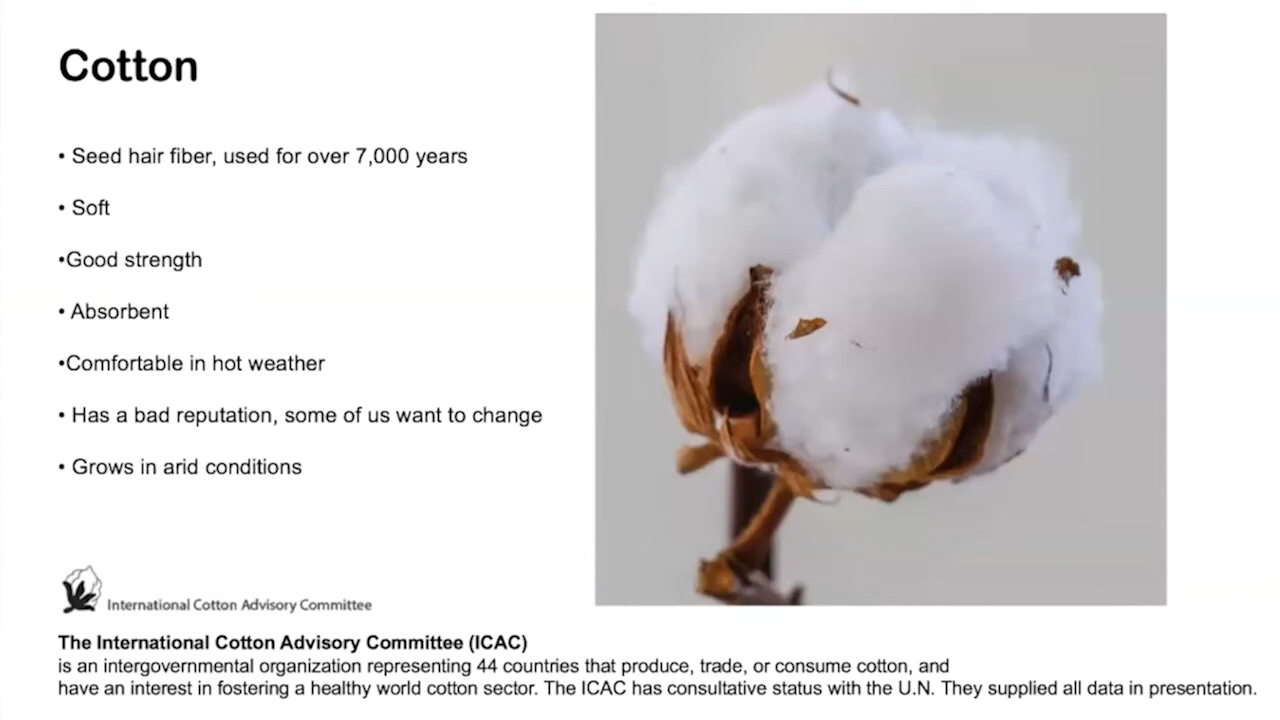 Cotton
• Seed hair fiber, used for over 7,000 years
• Soft
•Good strength
• Absorbent
•Comfortable in hot weather
• Has a bad reputation, some of us want to change
• Grows in arid conditions
International Cotton Advisory Committee
The International Cotton Advisory Committee (ICAC)
is an intergovernmental organization representing 44 countries that produce, trade, or consume cotton, and
have an interest in fostering a healthy world cotton sector. The ICAC has consultative status with the U.N. They supplied all data in presentation.